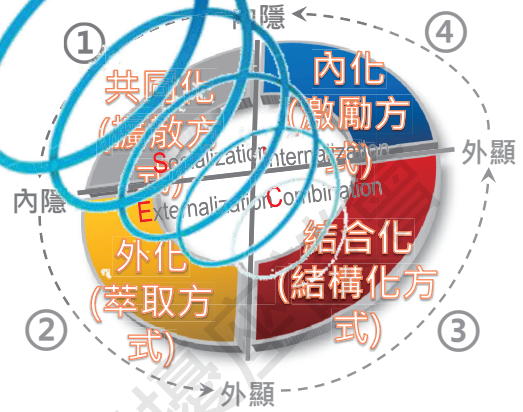 內隱
①
④
共同化
(擴散方
式)
內化
(激勵方
式)
Socialization
Internalization
外顯
內隱
Externalization
Combination
外化
(萃取方
式)
結合化
(結構化方
式)
②
③
外顯